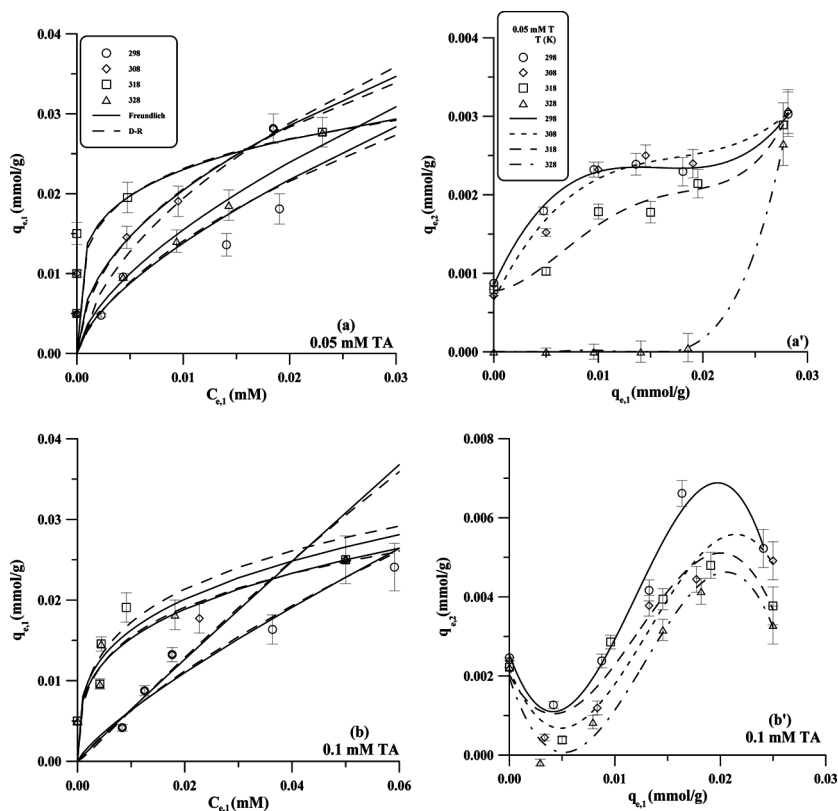 0.04
0.03
0.02
0.01
0.00
q e,1 (mmol/g)
298
308
318
328
Freundlich
D-R
(a)
0.05 mM TA
0.00 0.01 0.02 0.03
C e,1 (mM)
0.004
0.003
0.002
0.001
0.000
q e,2 (mmol/g)
0.05 mM T
T (K)
298
308
318
328
298
308
318
328
(a')
0.00 0.01 0.02 0.03
q e,1 (mmol/g)
0.04
0.03
0.02
0.01
0.00
q e,1 (mmol/g)
(b)
0.1 mM TA
0.00 0.02 0.04 0.06
C e,1 (mM)
0.008
0.006
0.004
0.002
0.000
q e,2 (mmol/g)
(b')
0.1 mM TA
0.00 0.01 0.02 0.03
q e,1 (mmol/g)